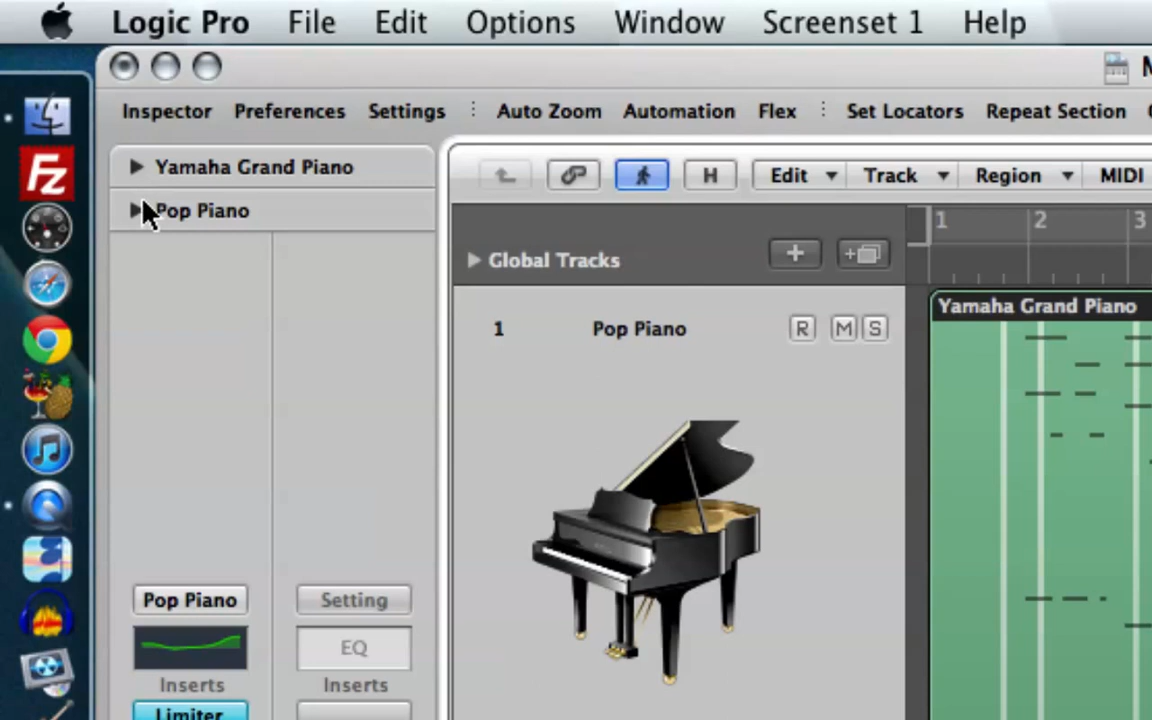 Logic Pro File Edit Options Window Screenset 1 Help
Inspector Preferences Settings Auto Zoom Automation Flex Set Locators Repeat Section
Yamaha Grand Piano
Pop Piano
H Edit Track Region MIDI
1 2 3
Global Tracks
Yamaha Grand Piano
1 Pop Piano R M S
Pop Piano Setting
EQ
Inserts Inserts
Limiter
Fz